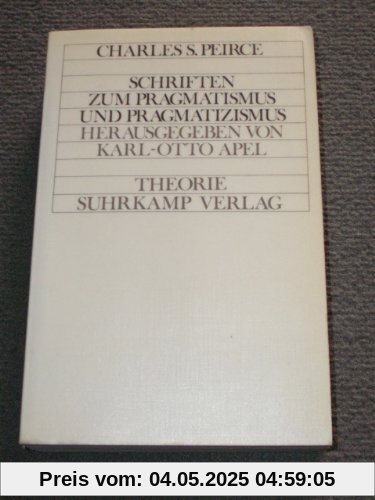 CHARLES S. PEIRCE
SCHRIFTEN
ZUM PRAGMATISMUS
UND PRAGMATIZISMUS
HERAUSGEGEBEN VON
KARL-OTTO APEL
THEORIE
SUHRKAMP VERLAG
Preis vom: 04.05.2025 04:59:05